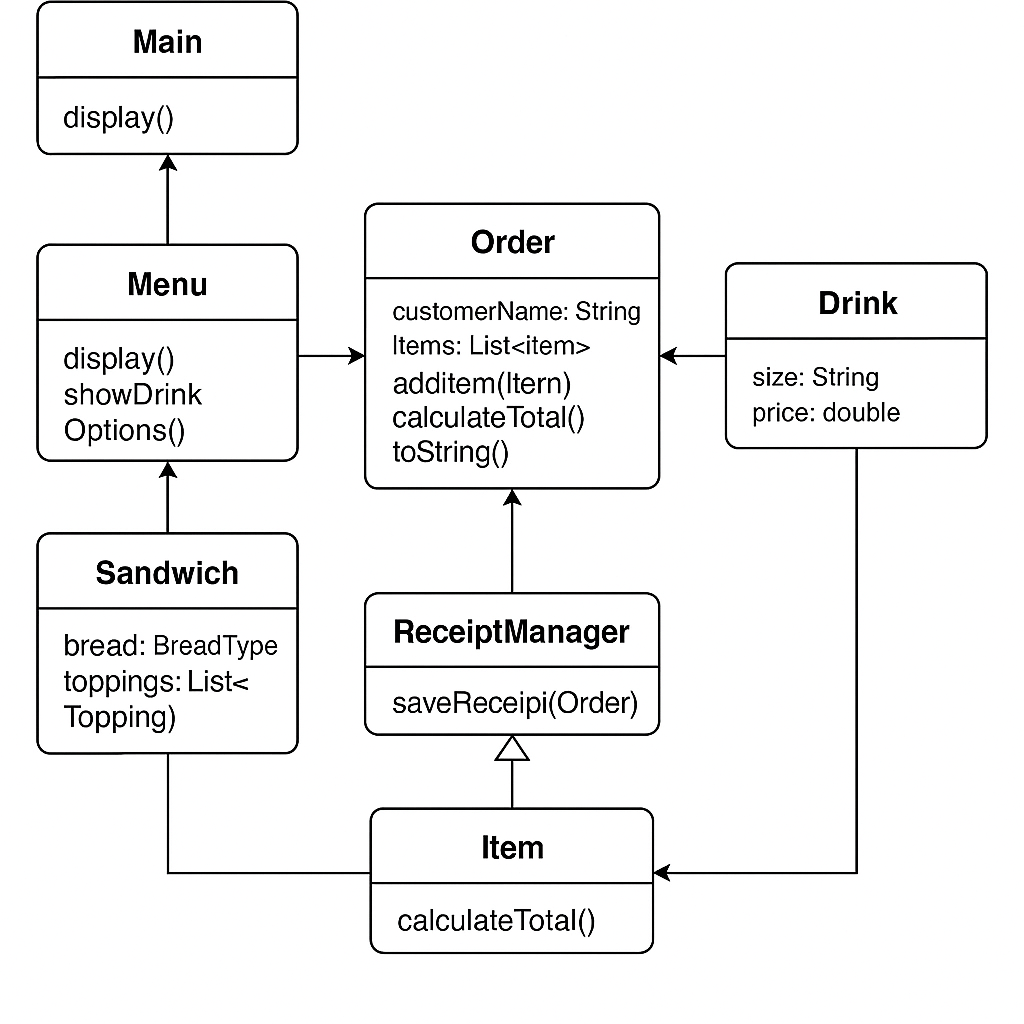 Main
display()
Menu
display()
showDrink
Options()
Sandwich
bread: BreadType
toppings: List<
Topping)
Order
customerName: String
Items: List<item>
additem(Itern)
calculateTotal()
toString()
ReceiptManager
saveReceipi(Order)
Item
calculateTotal()
Drink
size: String
price: double